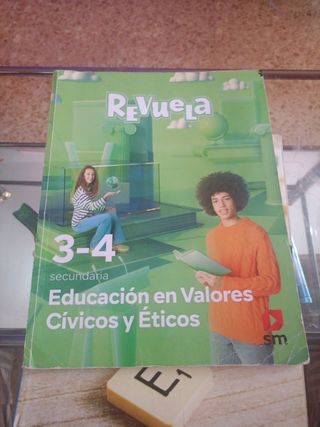 REVUELA
3-4
secundaria
Educación en Valores
Cívicos y Éticos
sm
E1